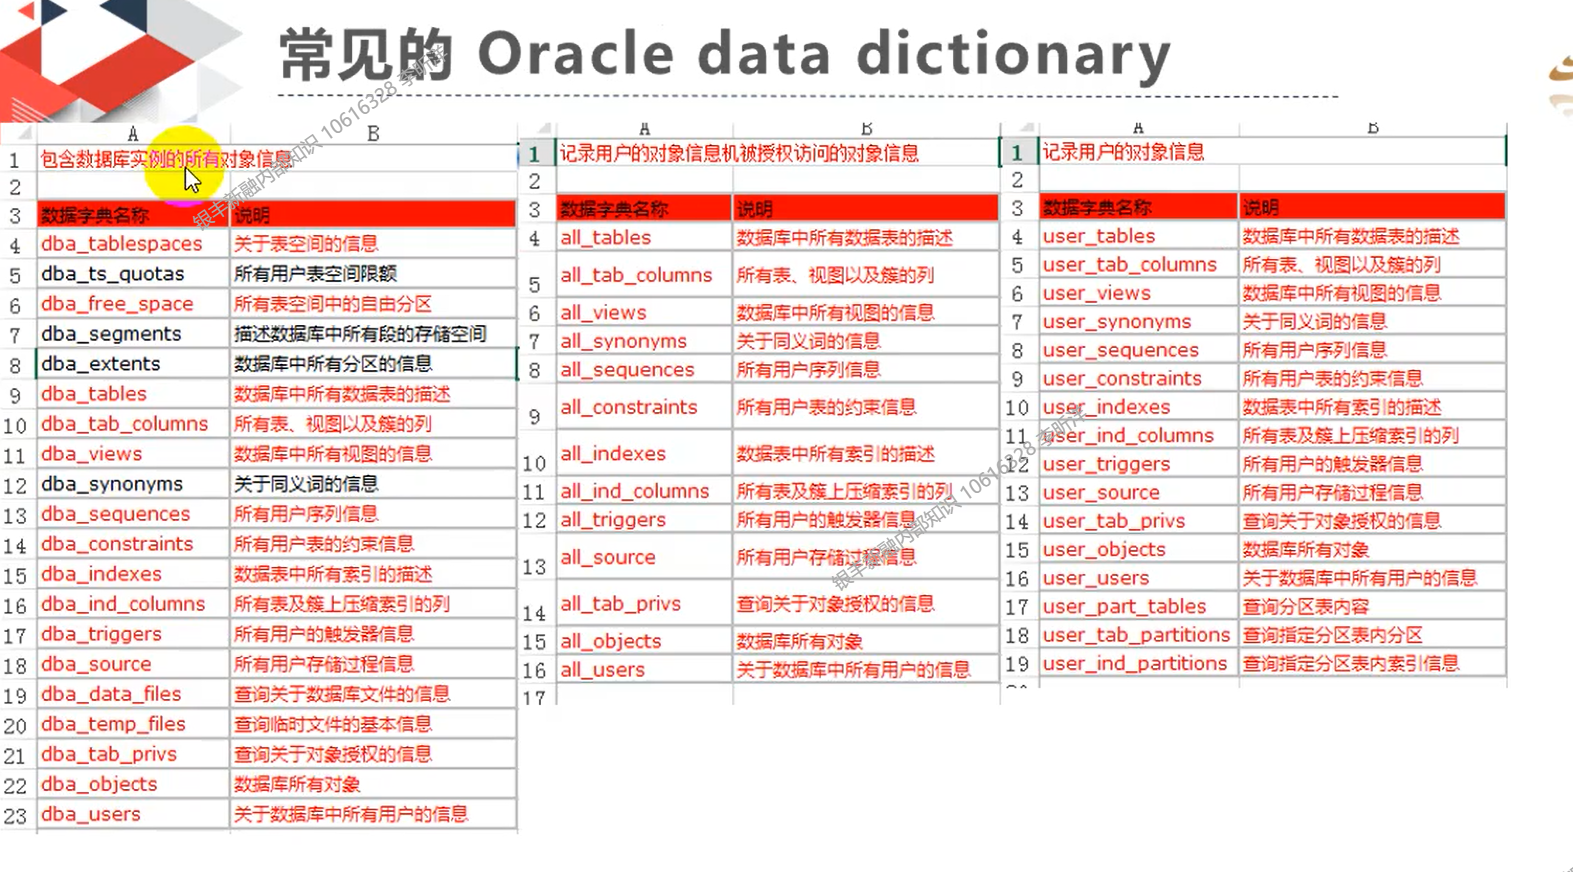 常见的 Oracle data dictionary
A B
1 包含数据库实例的所有对象信息
2
3 数据字典名称 说明
4 dba_tablespaces 关于表空间的信息
5 dba_ts_quotas 所有用户表空间限额
6 dba_free_space 所有表空间中的自由分区
7 dba_segments 描述数据库中所有段的存储空间
8 dba_extents 数据库中所有分区的信息
9 dba_tables 数据库中所有数据表的描述
10 dba_tab_columns 所有表、视图以及簇的列
11 dba_views 数据库中所有视图的信息
12 dba_synonyms 关于同义词的信息
13 dba_sequences 所有用户序列信息
14 dba_constraints 所有用户表的约束信息
15 dba_indexes 数据表中所有索引的描述
16 dba_ind_columns 所有表及簇上压缩索引的列
17 dba_triggers 所有用户的触发器信息
18 dba_source 所有用户存储过程信息
19 dba_data_files 查询关于数据库文件的信息
20 dba_temp_files 查询临时文件的基本信息
21 dba_tab_privs 查询关于对象授权的信息
22 dba_objects 数据库所有对象
23 dba_users 关于数据库中所有用户的信息
A B
1 记录用户的对象信息机被授权访问的对象信息
2
3 数据字典名称 说明
4 all_tables 数据库中所有数据表的描述
5 all_tab_columns 所有表、视图以及簇的列
6 all_views 数据库中所有视图的信息
7 all_synonyms 关于同义词的信息
8 all_sequences 所有用户序列信息
9 all_constraints 所有用户表的约束信息
10 all_indexes 数据表中所有索引的描述
11 all_ind_columns 所有表及簇上压缩索引的列
12 all_triggers 所有用户的触发器信息
13 all_source 所有用户存储过程信息
14 all_tab_privs 查询关于对象授权的信息
15 all_objects 数据库所有对象
16 all_users 关于数据库中所有用户的信息
17
A B
1 记录用户的对象信息
2
3 数据字典名称 说明
4 user_tables 数据库中所有数据表的描述
5 user_tab_columns 所有表、视图以及簇的列
6 user_views 数据库中所有视图的信息
7 user_synonyms 关于同义词的信息
8 user_sequences 所有用户序列信息
9 user_constraints 所有用户表的约束信息
10 user_indexes 数据表中所有索引的描述
11 user_ind_columns 所有表及簇上压缩索引的列
12 user_triggers 所有用户的触发器信息
13 user_source 所有用户存储过程信息
14 user_tab_privs 查询关于对象授权的信息
15 user_objects 数据库所有对象
16 user_users 关于数据库中所有用户的信息
17 user_part_tables 查询分区表内容
18 user_tab_partitions 查询指定分区表内分区
19 user_ind_partitions 查询指定分区表内索引信息
银丰新融内部知识 10616328 李昕洋
银丰新融内部知识 10616328 李昕洋